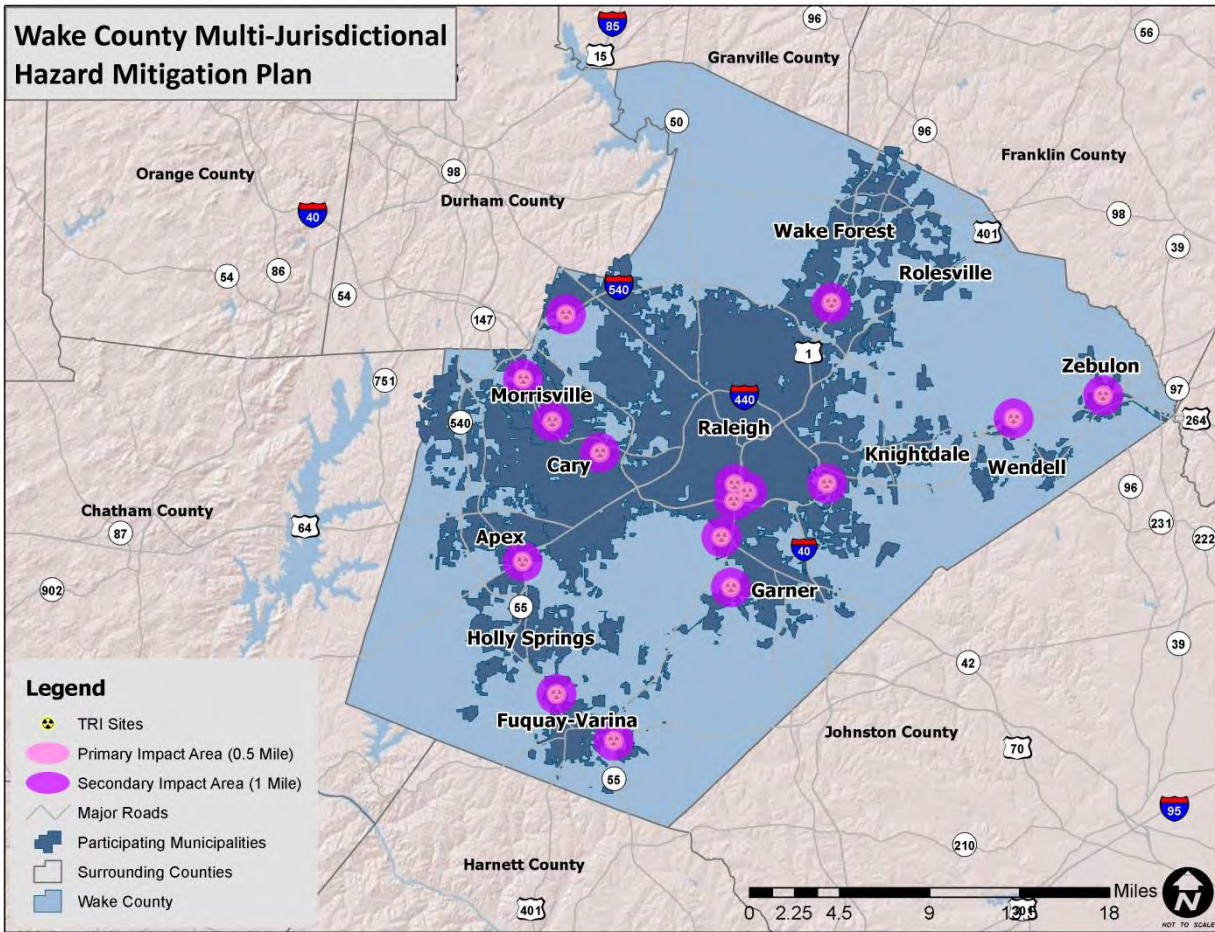 Wake County Multi-Jurisdictional
Hazard Mitigation Plan
85
96
56
15
Granville County
50
96
Franklin County
Orange County
98
Durham County
40
98
401
Wake Forest
39
86
54
54
Rolesville
540
147
1
Zebulon
751
97
Morrisville
440
264
540
Raleigh
Knightdale
Cary
Wendell
96
Chatham County
64
231
87
Apex
40
222
902
Garner
55
Holly Springs
39
42
Legend
TRI Sites
Fuquay-Varina
Johnston County
Primary Impact Area (0.5 Mile)
70
Secondary Impact Area (1 Mile)
55
Major Roads
95
Participating Municipalities
210
Surrounding Counties
Harnett County
Wake County
401
Miles
0 2.25 4.5 9 18
N
NOT TO SCALE